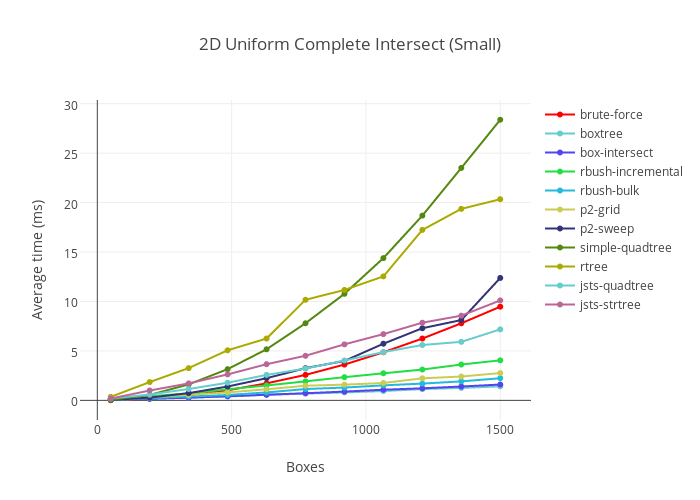 2D Uniform Complete Intersect (Small)
Average time (ms)
30
25
20
15
10
5
0
0 500 1000 1500
Boxes
brute-force
boxtree
box-intersect
rbush-incremental
rbush-bulk
p2-grid
p2-sweep
simple-quadtree
rtree
jsts-quadtree
jsts-strtree